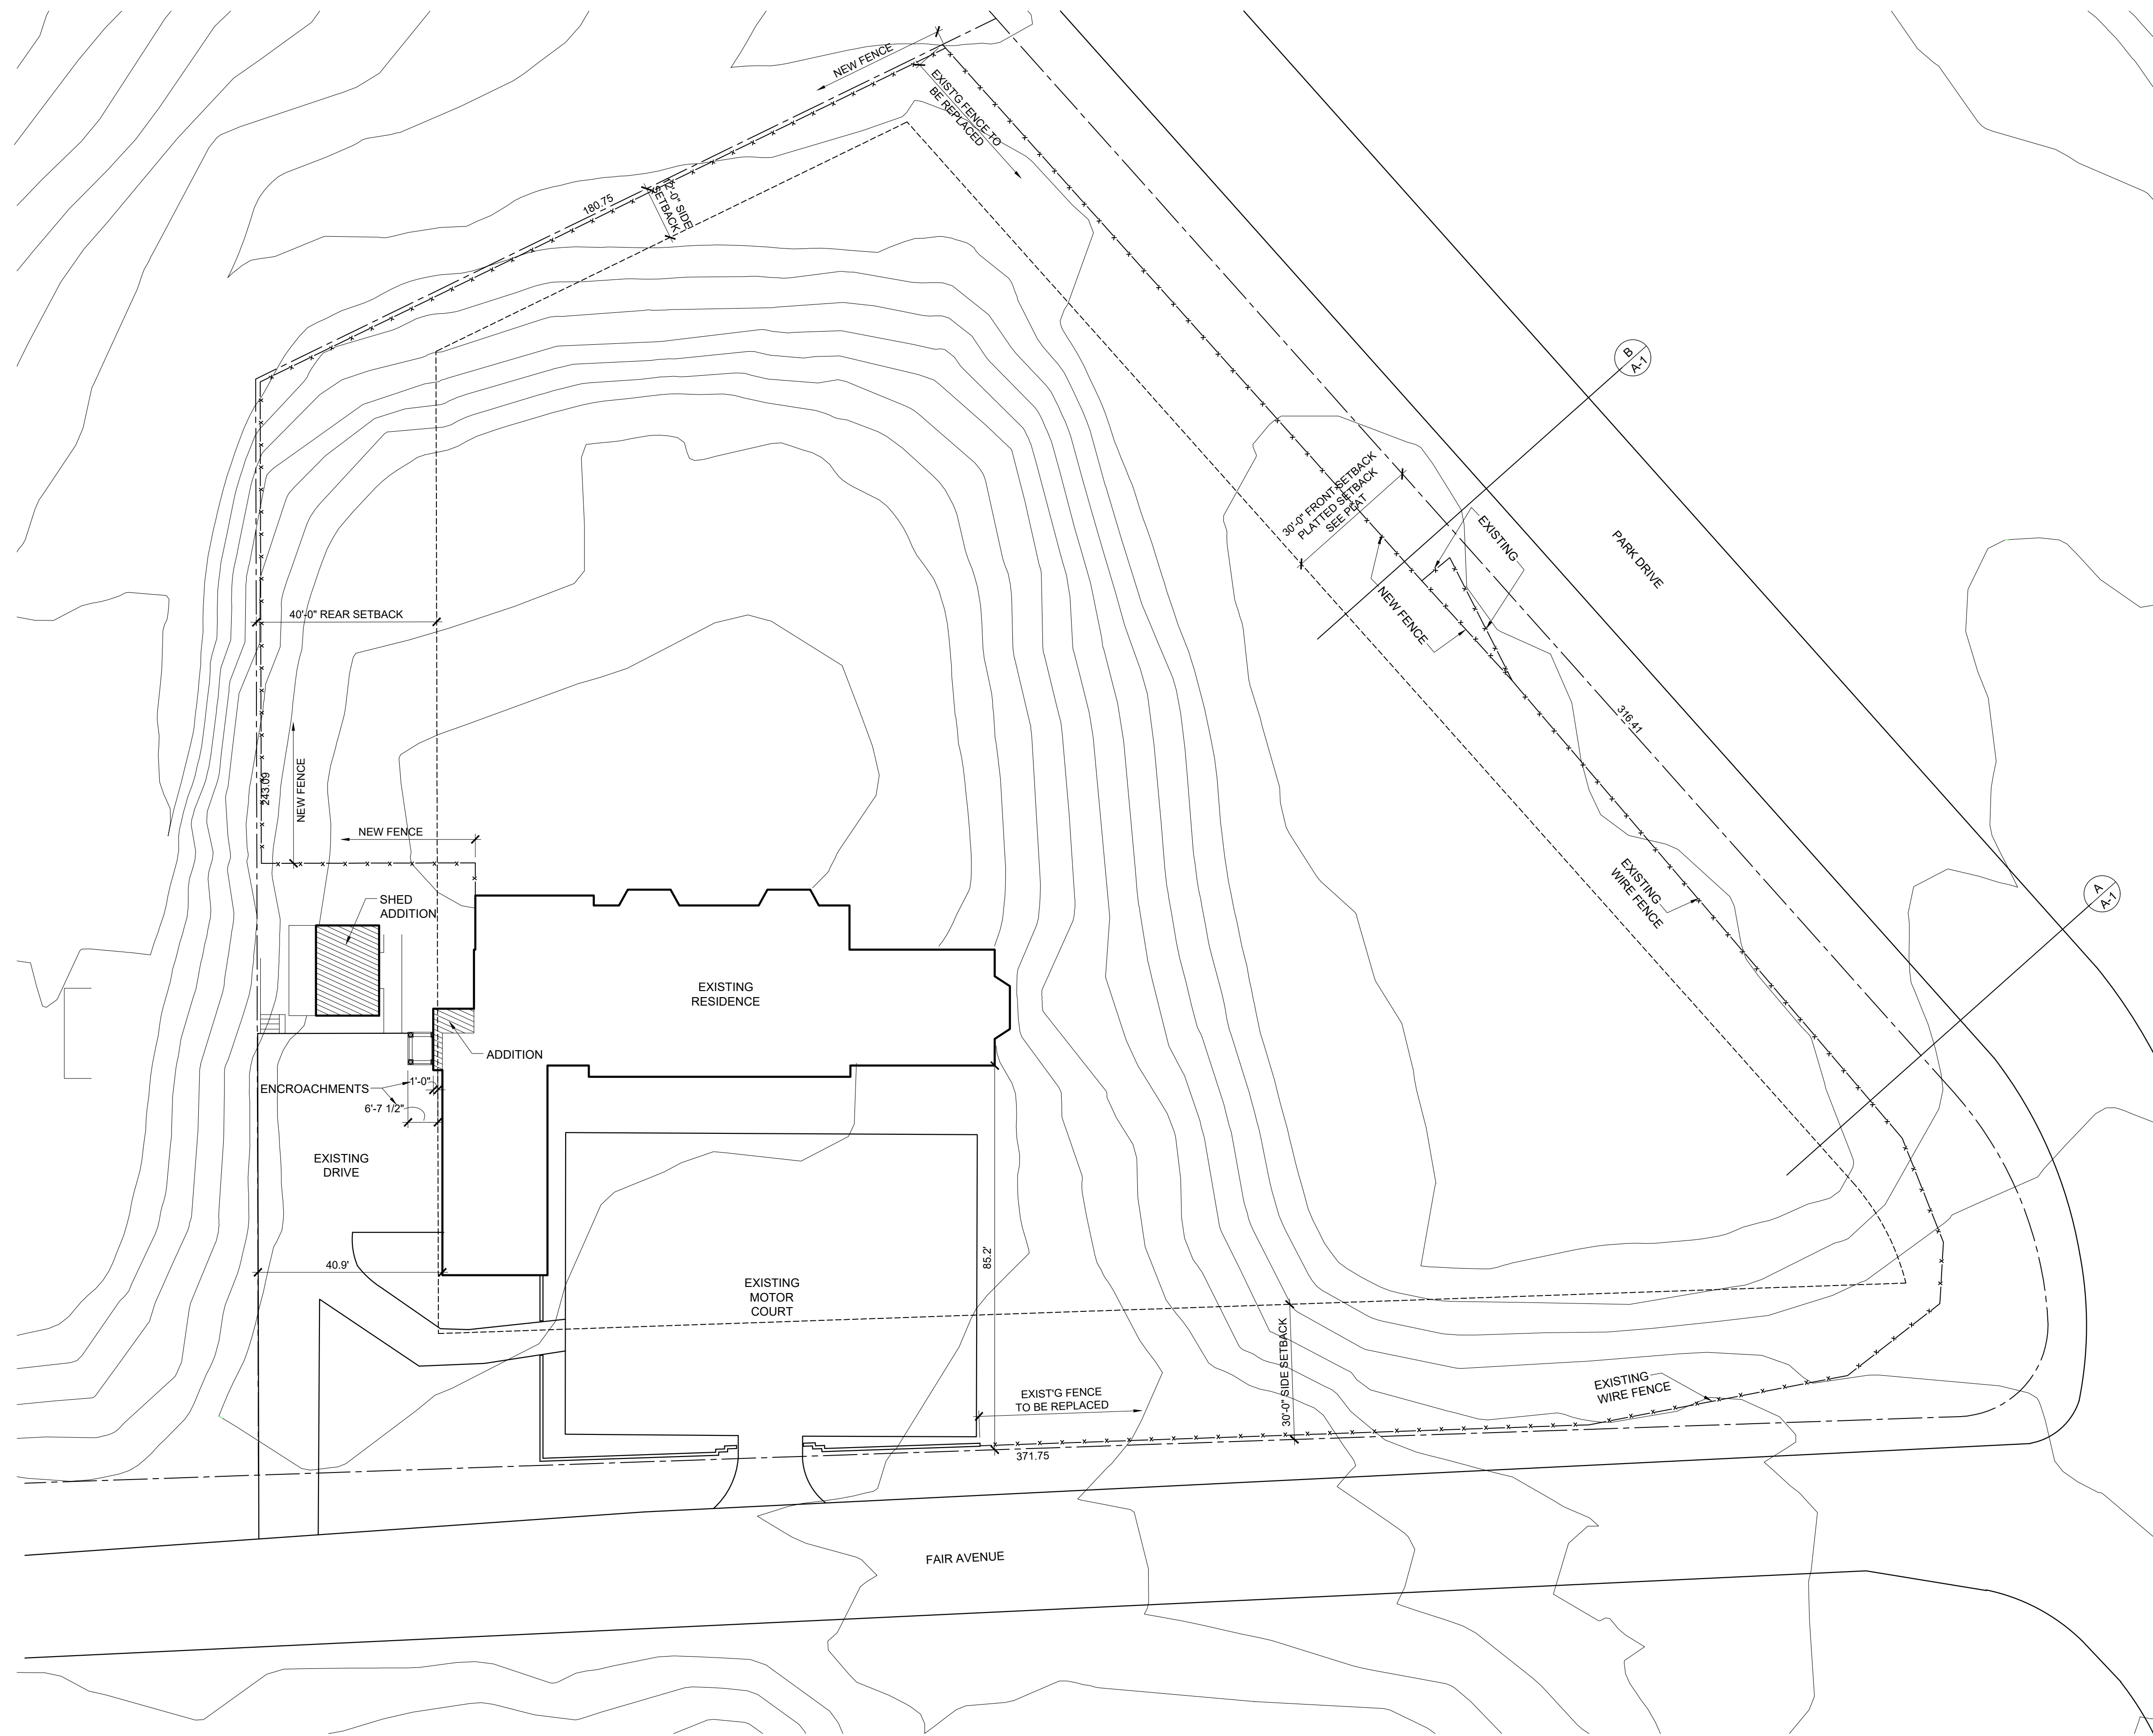 NEW FENCE
EXIST'G FENCE TO
BE REPLACED
180.75
12'-0" SIDE
SETBACK
B
A-1
30'-0" FRONT SETBACK
PLATTED SETBACK
SEE PLAT
EXISTING
PARK DRIVE
NEW FENCE
40'-0" REAR SETBACK
316.41
243.09
NEW FENCE
NEW FENCE
EXISTING
WIRE FENCE
A
A-1
SHED
ADDITION
EXISTING
RESIDENCE
ADDITION
ENCROACHMENTS
1'-0"
6'-7 1/2"
EXISTING
DRIVE
40.9'
85.2'
EXISTING
MOTOR
COURT
30'-0" SIDE SETBACK
EXIST'G FENCE
TO BE REPLACED
EXISTING
WIRE FENCE
371.75
FAIR AVENUE